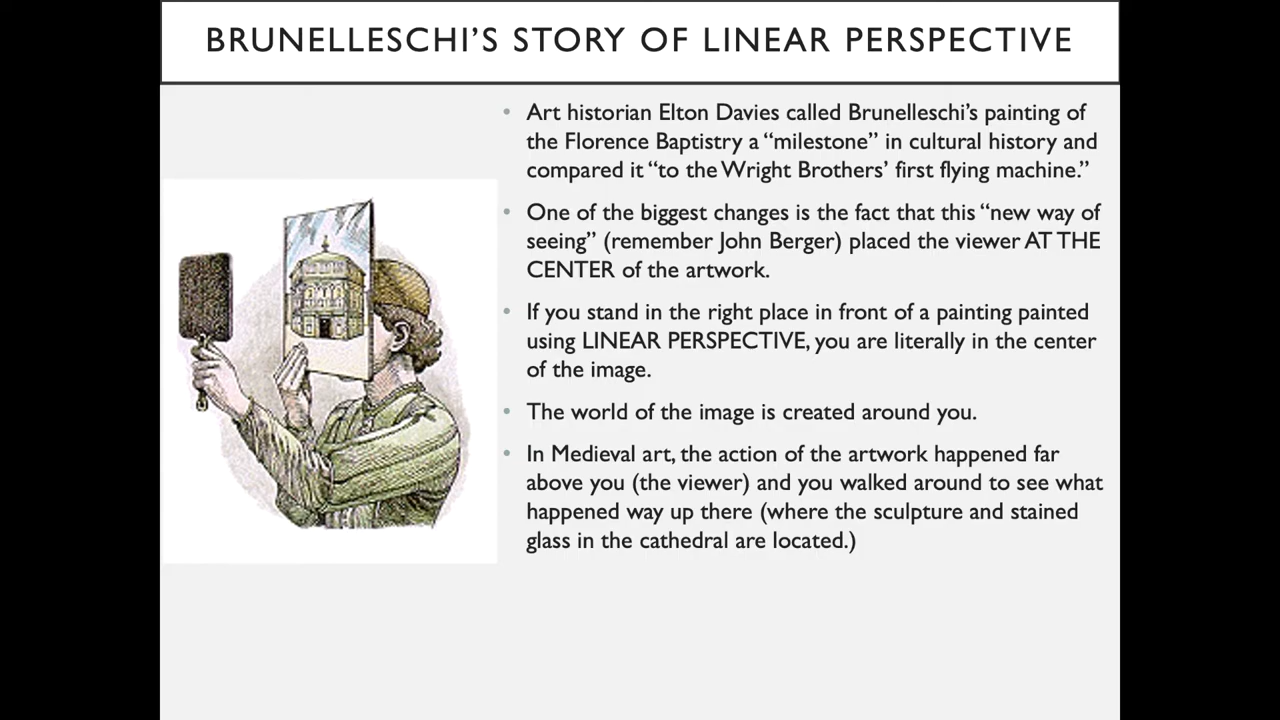 BRUNELLESCHI'S STORY OF LINEAR PERSPECTIVE
• Art historian Elton Davies called Brunelleschi's painting of
the Florence Baptistry a “milestone” in cultural history and
compared it “to the Wright Brothers' first flying machine.”
• One of the biggest changes is the fact that this “new way of
seeing” (remember John Berger) placed the viewer AT THE
CENTER of the artwork.
• If you stand in the right place in front of a painting painted
using LINEAR PERSPECTIVE, you are literally in the center
of the image.
• The world of the image is created around you.
• In Medieval art, the action of the artwork happened far
above you (the viewer) and you walked around to see what
happened way up there (where the sculpture and stained
glass in the cathedral are located.)